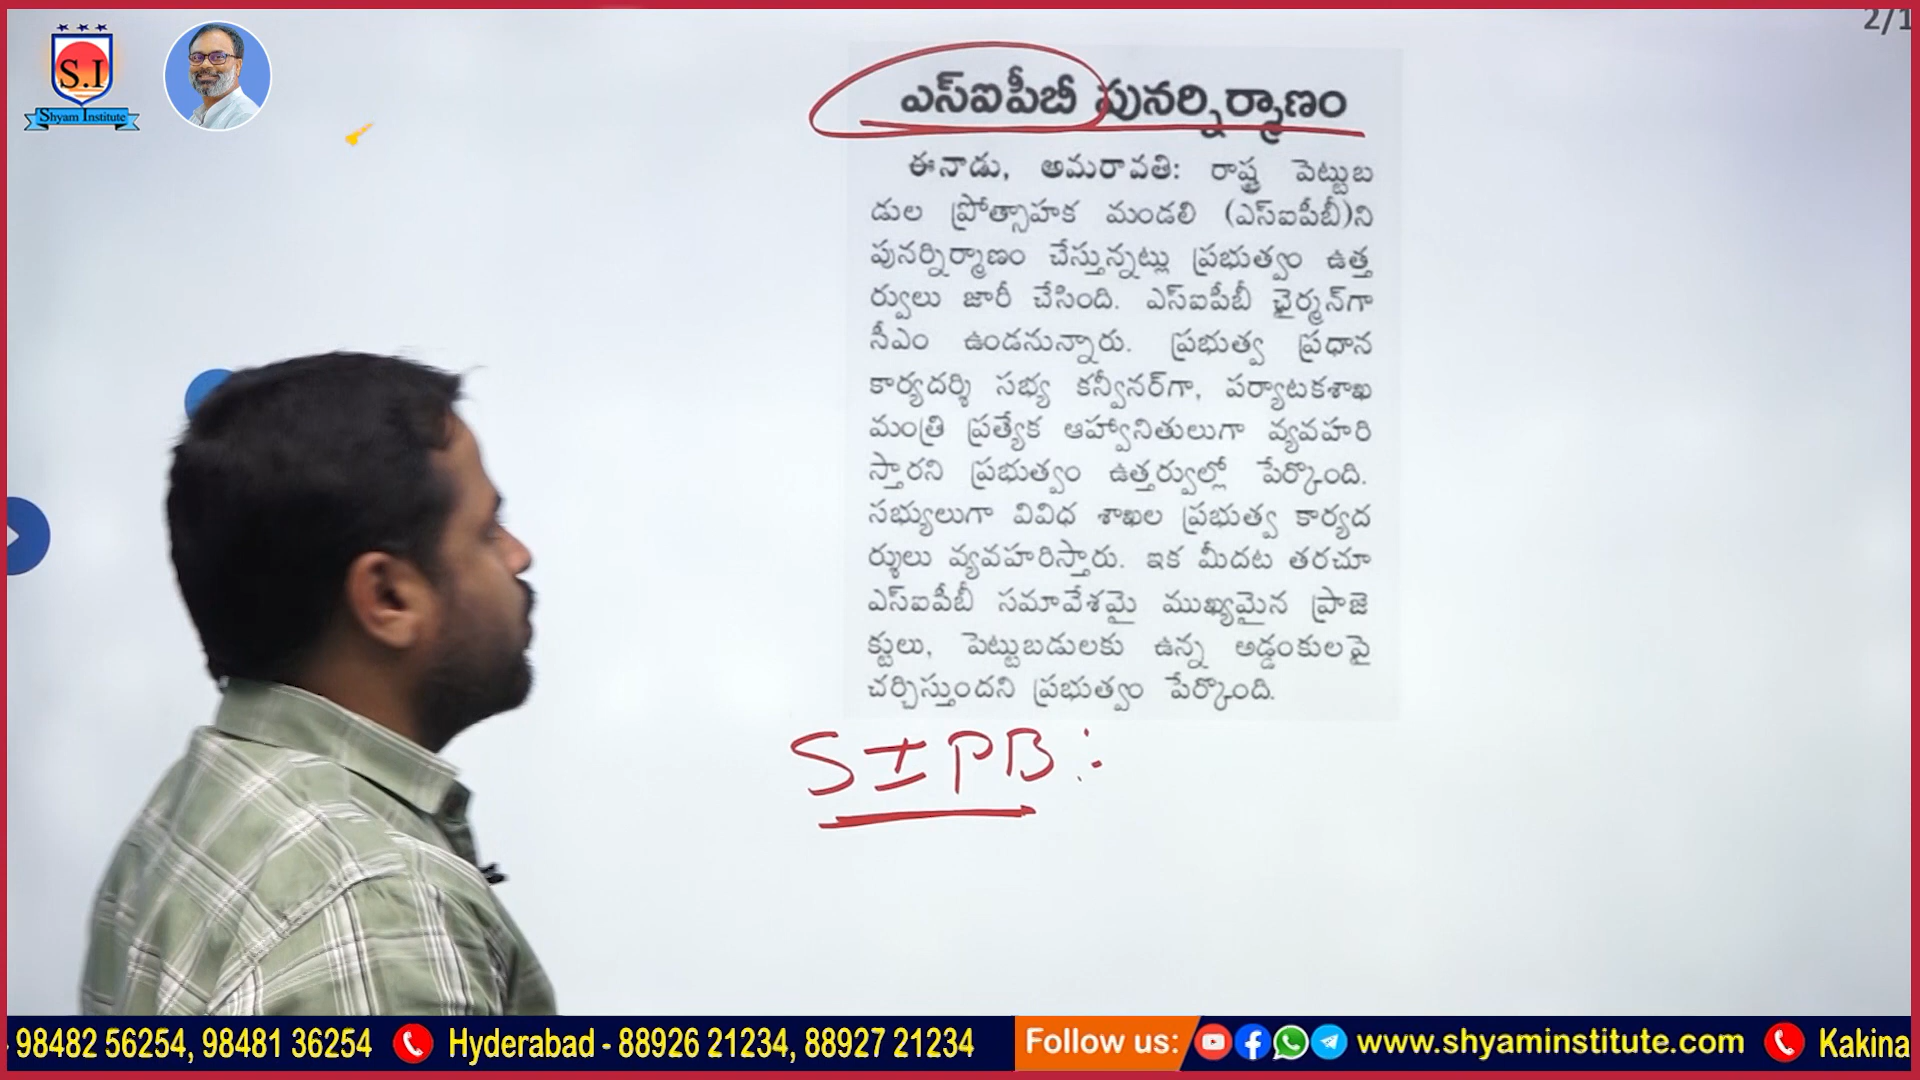 2/1
S.I
Shyam Institute
ఎస్ఐపీబీ పునర్నిర్మాణం
ఈనాడు, అమరావతి: రాష్ట్ర పెట్టుబ
డుల ప్రోత్సాహక మండలి (ఎస్ఐపీబీ)ని
పునర్నిర్మాణం చేస్తున్నట్లు ప్రభుత్వం ఉత్త
ర్వులు జారీ చేసింది. ఎస్ఐపీబీ ఛైర్మన్‌గా
సీఎం ఉండనున్నారు. ప్రభుత్వ ప్రధాన
కార్యదర్శి సభ్య కన్వీనర్‌గా, పర్యాటకశాఖ
మంత్రి ప్రత్యేక ఆహ్వానితులుగా వ్యవహరి
స్తారని ప్రభుత్వం ఉత్తర్వుల్లో పేర్కొంది.
సభ్యులుగా వివిధ శాఖల ప్రభుత్వ కార్యద
ర్శులు వ్యవహరిస్తారు. ఇక మీదట తరచూ
ఎస్ఐపీబీ సమావేశమై ముఖ్యమైన ప్రాజె
క్టులు, పెట్టుబడులకు ఉన్న అడ్డంకులపై
చర్చిస్తుందని ప్రభుత్వం పేర్కొంది.
SIPB :-
- 98482 56254, 98481 36254 Hyderabad - 88926 21234, 88927 21234 Follow us: www.shyaminstitute.com Kakina